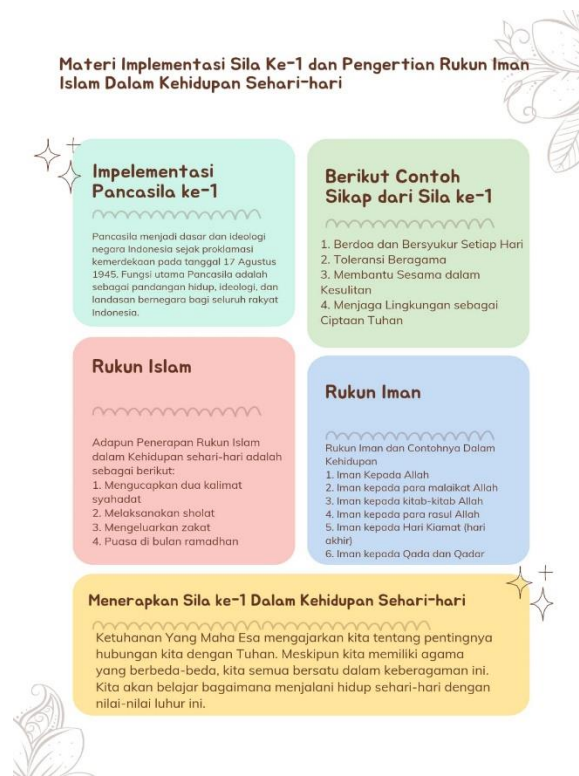 Materi Implementasi Sila Ke-1 dan Pengertian Rukun Iman
Islam Dalam Kehidupan Sehari-hari
Impelementasi
Pancasila ke-1
Pancasila menjadi dasar dan ideologi
negara Indonesia sejak proklamasi
kemerdekaan pada tanggal 17 Agustus
1945. Fungsi utama Pancasila adalah
sebagai pandangan hidup, ideologi, dan
landasan bernegara bagi seluruh rakyat
Indonesia.
Berikut Contoh
Sikap dari Sila ke-1
1. Berdoa dan Bersyukur Setiap Hari
2. Toleransi Beragama
3. Membantu Sesama dalam
Kesulitan
4. Menjaga Lingkungan sebagai
Ciptaan Tuhan
Rukun Islam
Adapun Penerapan Rukun Islam
dalam Kehidupan sehari-hari adalah
sebagai berikut:
1. Mengucapkan dua kalimat
syahadat
2. Melaksanakan sholat
3. Mengeluarkan zakat
4. Puasa di bulan ramadhan
Rukun Iman
Rukun Iman dan Contohnya Dalam
Kehidupan
1. Iman Kepada Allah
2. Iman kepada para malaikat Allah
3. Iman kepada kitab-kitab Allah
4. Iman kepada para rasul Allah
5. Iman kepada Hari Kiamat (hari
akhir)
6. Iman kepada Qada dan Qadar
Menerapkan Sila ke-1 Dalam Kehidupan Sehari-hari
Ketuhanan Yang Maha Esa mengajarkan kita tentang pentingnya
hubungan kita dengan Tuhan. Meskipun kita memiliki agama
yang berbeda-beda, kita semua bersatu dalam keberagaman ini.
Kita akan belajar bagaimana menjalani hidup sehari-hari dengan
nilai-nilai luhur ini.